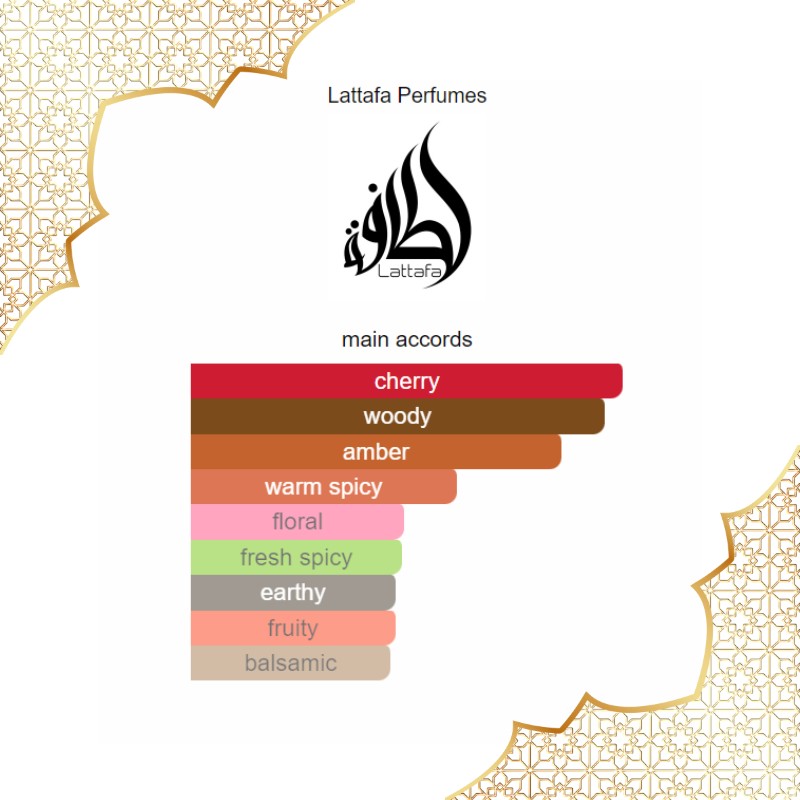 Lattafa Perfumes
لطافة
Lattafa
main accords
cherry
woody
amber
warm spicy
floral
fresh spicy
earthy
fruity
balsamic